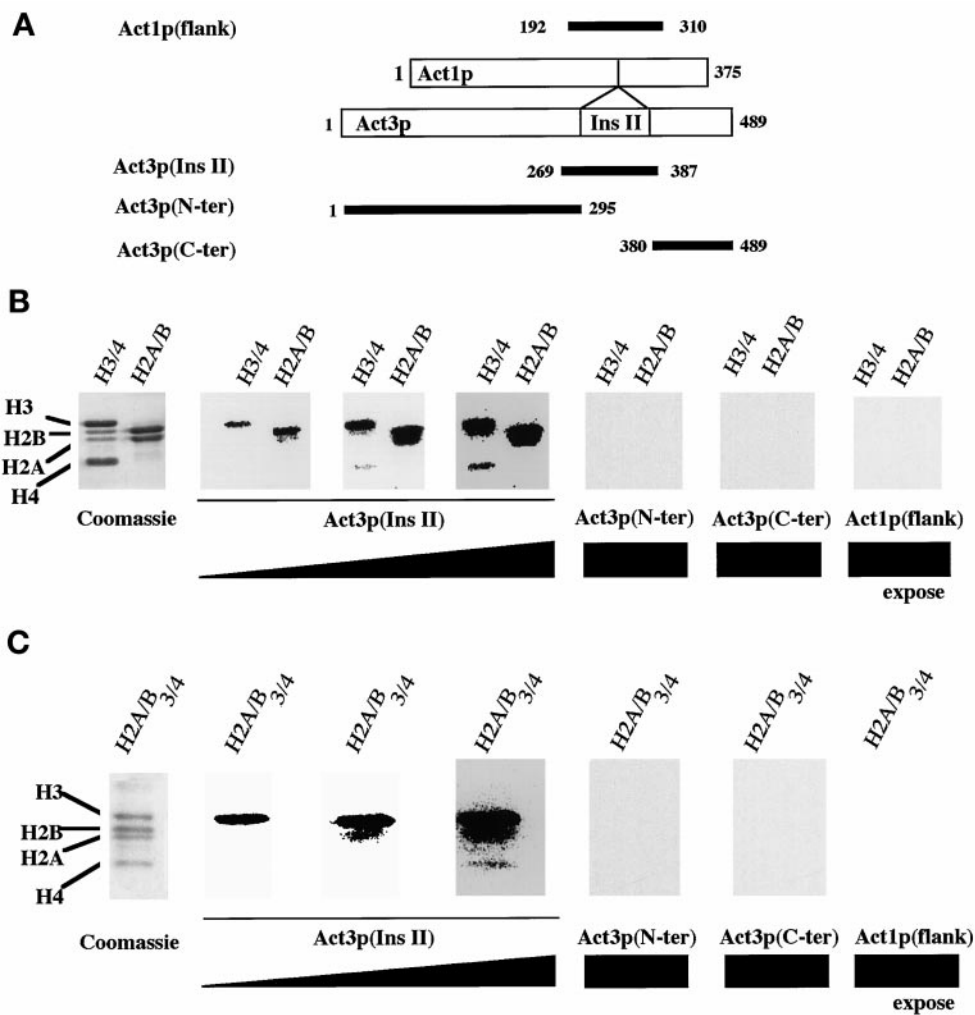 A
Act1p(flank)
192 310
1 Act1p 375
1 Act3p Ins II 489
Act3p(Ins II)
269 387
Act3p(N-ter)
1 295
Act3p(C-ter)
380 489
B
H3/4 H2A/B H3/4 H2A/B H3/4 H2A/B H3/4 H2A/B H3/4 H2A/B H3/4 H2A/B H3/4 H2A/B
H3
H2B
H2A
H4
Coomassie
Act3p(Ins II)
Act3p(N-ter)
Act3p(C-ter)
Act1p(flank)
expose
C
H2A/B 3/4 H2A/B 3/4 H2A/B 3/4 H2A/B 3/4 H2A/B 3/4 H2A/B 3/4 H2A/B 3/4
H3
H2B
H2A
H4
Coomassie
Act3p(Ins II)
Act3p(N-ter)
Act3p(C-ter)
Act1p(flank)
expose